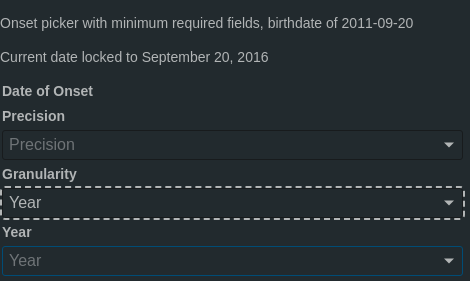 Onset picker with minimum required fields, birthdate of 2011-09-20
Current date locked to September 20, 2016
Date of Onset
Precision
Precision
Granularity
Year
Year
Year